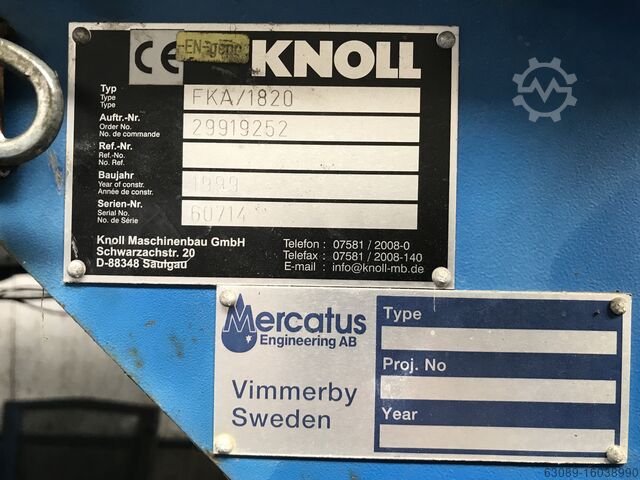 CE KNOLL
Typ FKA/1820
Type
Type
Auftr.-Nr. 29919252
Order No.
No. de commande
Ref.-Nr.
Ref.-No.
No. Ref.
Baujahr 1999
Year of constr.
Année de constr.
Serien-Nr. 60714
Serial No.
No. de Série
Knoll Maschinenbau GmbH
Schwarzachstr. 20
D-88348 Saulgau
Telefon : 07581 / 2008-0
Telefax : 07581 / 2008-140
E-mail : info@knoll-mb.de
Mercatus
Engineering AB
Vimmerby
Sweden
Type
Proj. No
Year
63089-16038990